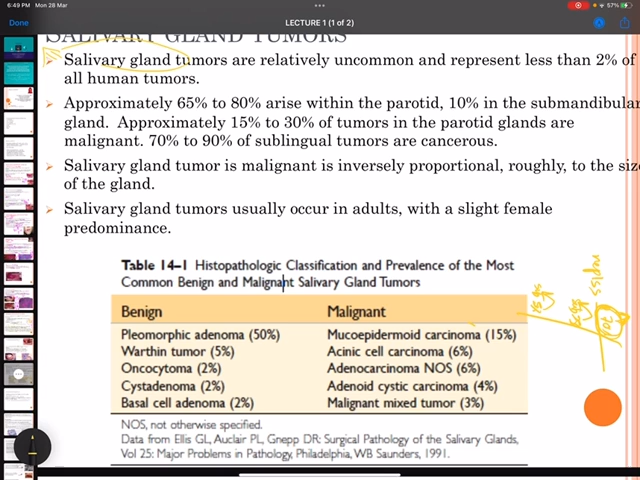 6:49 PM Mon 28 Mar
57%
Done
LECTURE 1 (1 of 2)
SALIVARY GLAND TUMORS
Salivary gland tumors are relatively uncommon and represent less than 2% of
all human tumors.
Approximately 65% to 80% arise within the parotid, 10% in the submandibular
gland. Approximately 15% to 30% of tumors in the parotid glands are
malignant. 70% to 90% of sublingual tumors are cancerous.
Salivary gland tumor is malignant is inversely proportional, roughly, to the size
of the gland.
Salivary gland tumors usually occur in adults, with a slight female
predominance.
Table 14–1 Histopathologic Classification and Prevalence of the Most
Common Benign and Malignant Salivary Gland Tumors
Benign Malignant
Pleomorphic adenoma (50%) Mucoepidermoid carcinoma (15%)
Warthin tumor (5%) Acinic cell carcinoma (6%)
Oncocytoma (2%) Adenocarcinoma NOS (6%)
Cystadenoma (2%) Adenoid cystic carcinoma (4%)
Basal cell adenoma (2%) Malignant mixed tumor (3%)
NOS, not otherwise specified.
Data from Ellis GL, Auclair PL, Gnepp DR: Surgical Pathology of the Salivary Glands,
Vol 25: Major Problems in Pathology, Philadelphia, WB Saunders, 1991.